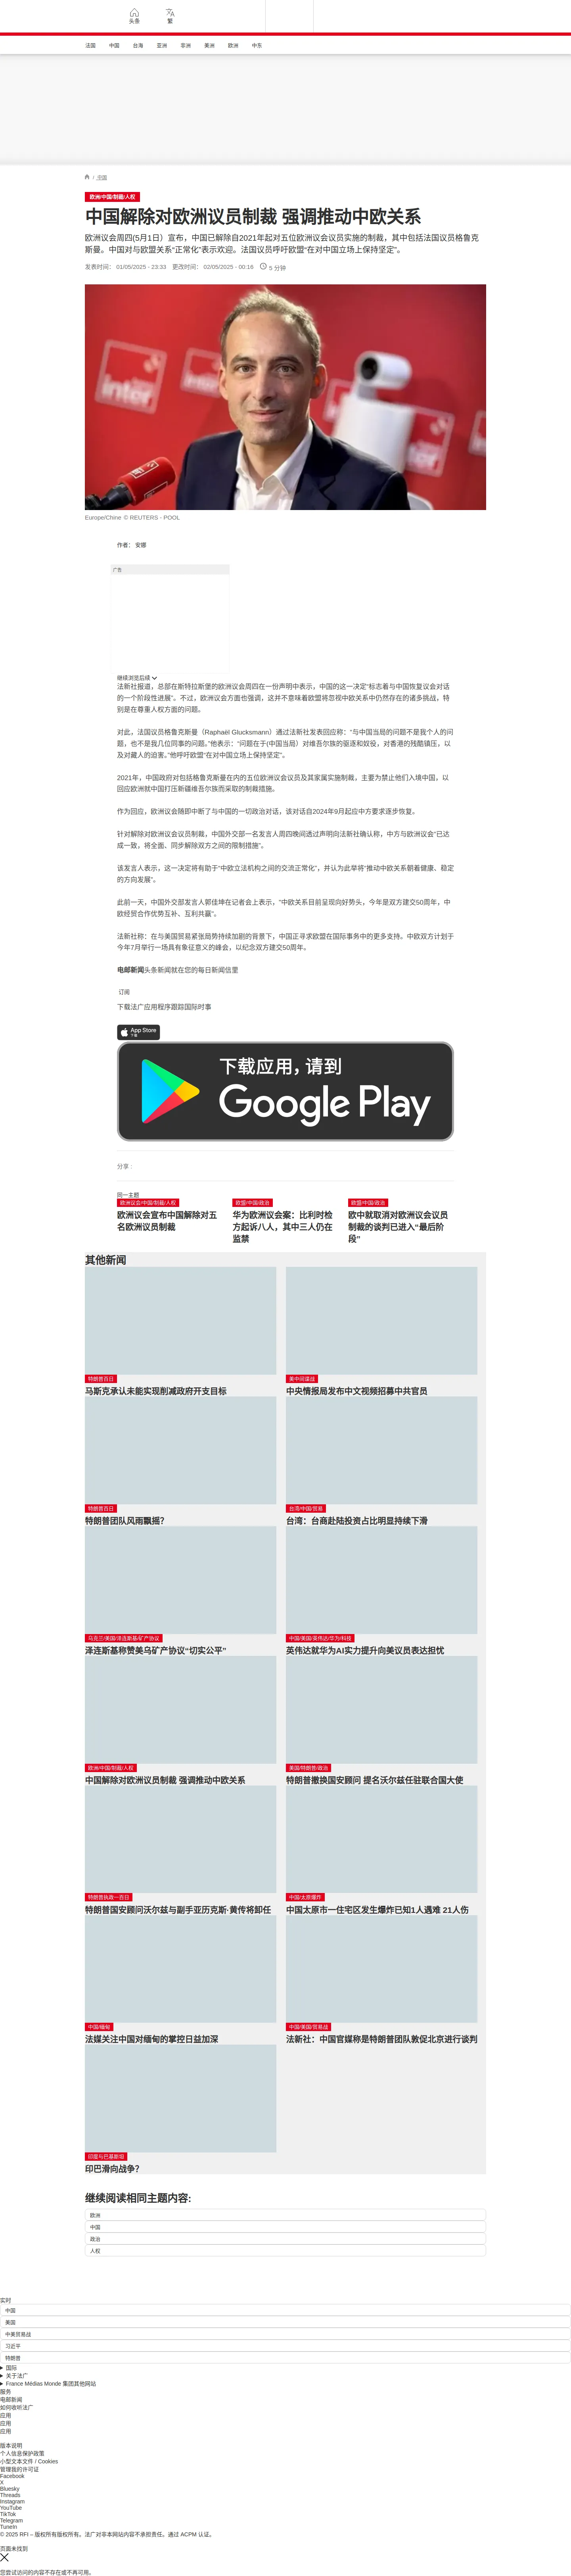 头条
繁
法国
中国
台海
亚洲
非洲
美洲
欧洲
中东
/ 中国
欧洲/中国/制裁/人权
中国解除对欧洲议员制裁 强调推动中欧关系
欧洲议会周四(5月1日）宣布，中国已解除自2021年起对五位欧洲议会议员实施的制裁，其中包括法国议员格鲁克
斯曼。中国对与欧盟关系“正常化”表示欢迎。法国议员呼吁欧盟“在对中国立场上保持坚定”。
发表时间： 01/05/2025 - 23:33 更改时间： 02/05/2025 - 00:16 5 分钟
inter
inter
Europe/Chine © REUTERS - POOL
作者： 安娜
广告
继续浏览后续
法新社报道，总部在斯特拉斯堡的欧洲议会周四在一份声明中表示，中国的这一决定“标志着与中国恢复议会对话
的一个阶段性进展”。不过，欧洲议会方面也强调，这并不意味着欧盟将忽视中欧关系中仍然存在的诸多挑战，特
别是在尊重人权方面的问题。
对此，法国议员格鲁克斯曼（Raphaël Glucksmann）通过法新社发表回应称：“与中国当局的问题不是我个人的问
题，也不是我几位同事的问题。”他表示：“问题在于(中国当局）对维吾尔族的驱逐和奴役，对香港的残酷镇压，以
及对藏人的迫害。”他呼吁欧盟“在对中国立场上保持坚定”。
2021年，中国政府对包括格鲁克斯曼在内的五位欧洲议会议员及其家属实施制裁，主要为禁止他们入境中国，以
回应欧洲就中国打压新疆维吾尔族而采取的制裁措施。
作为回应，欧洲议会随即中断了与中国的一切政治对话，该对话自2024年9月起应中方要求逐步恢复。
针对解除对欧洲议会议员制裁，中国外交部一名发言人周四晚间透过声明向法新社确认称，中方与欧洲议会“已达
成一致，将全面、同步解除双方之间的限制措施”。
该发言人表示，这一决定将有助于“中欧立法机构之间的交流正常化”，并认为此举将“推动中欧关系朝着健康、稳定
的方向发展”。
此前一天，中国外交部发言人郭佳坤在记者会上表示，“中欧关系目前呈现向好势头，今年是双方建交50周年，中
欧经贸合作优势互补、互利共赢”。
法新社称：在与美国贸易紧张局势持续加剧的背景下，中国正寻求欧盟在国际事务中的更多支持。中欧双方计划于
今年7月举行一场具有象征意义的峰会，以纪念双方建交50周年。
电邮新闻头条新闻就在您的每日新闻信里
订阅
下载法广应用程序跟踪国际时事
App Store
下载
下载应用，请到
Google Play
分享 :
同一主题
欧洲议会/中国/制裁/人权
欧洲议会宣布中国解除对五
名欧洲议员制裁
欧盟/中国/政治
华为欧洲议会案：比利时检
方起诉八人，其中三人仍在
监禁
欧盟/中国/政治
欧中就取消对欧洲议会议员
制裁的谈判已进入“最后阶
段”
其他新闻
特朗普百日
马斯克承认未能实现削减政府开支目标
美中间谍战
中央情报局发布中文视频招募中共官员
特朗普百日
特朗普团队风雨飘摇？
台湾/中国/贸易
台湾：台商赴陆投资占比明显持续下滑
乌克兰/美国/泽连斯基/矿产协议
泽连斯基称赞美乌矿产协议“切实公平”
中国/美国/英伟达/华为/科技
英伟达就华为AI实力提升向美议员表达担忧
欧洲/中国/制裁/人权
中国解除对欧洲议员制裁 强调推动中欧关系
美国/特朗普/政治
特朗普撤换国安顾问 提名沃尔兹任驻联合国大使
特朗普执政一百日
特朗普国安顾问沃尔兹与副手亚历克斯·黄传将卸任
中国/太原爆炸
中国太原市一住宅区发生爆炸已知1人遇难 21人伤
中国/缅甸
法媒关注中国对缅甸的掌控日益加深
中国/美国/贸易战
法新社：中国官媒称是特朗普团队敦促北京进行谈判
印度与巴基斯坦
印巴滑向战争？
继续阅读相同主题内容:
欧洲
中国
政治
人权
实时
中国
美国
中美贸易战
习近平
特朗普
国际
关于法广
France Médias Monde 集团其他网站
服务
电邮新闻
如何收听法广
应用
应用
应用
版本说明
个人信息保护政策
小型文本文件 / Cookies
管理我的许可证
Facebook
X
Bluesky
Threads
Instagram
YouTube
TikTok
Telegram
TuneIn
© 2025 RFI – 版权所有版权所有。法广对非本网站内容不承担责任。通过 ACPM 认证。
页面未找到
您尝试访问的内容不存在或不再可用。